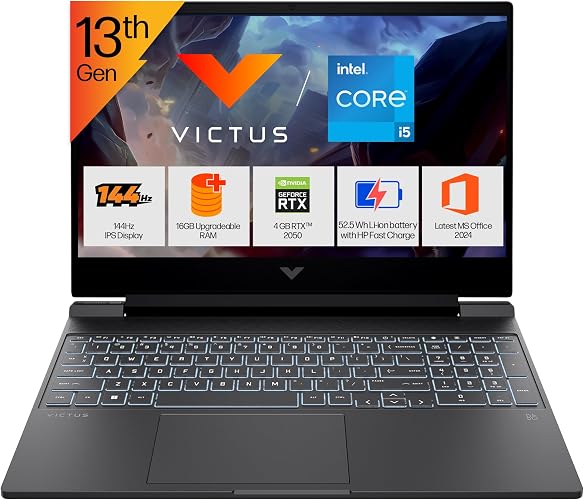 13th
Gen
VICTUS
intel.
CORE
i5
144Hz
144Hz
IPS Display
16GB Upgradeable
RAM
NVIDIA
GEFORCE
RTX
4 GB RTX™
2050
52.5 Wh Li-ion battery
with HP Fast Charge
Latest MS Office
2024
VICTUS